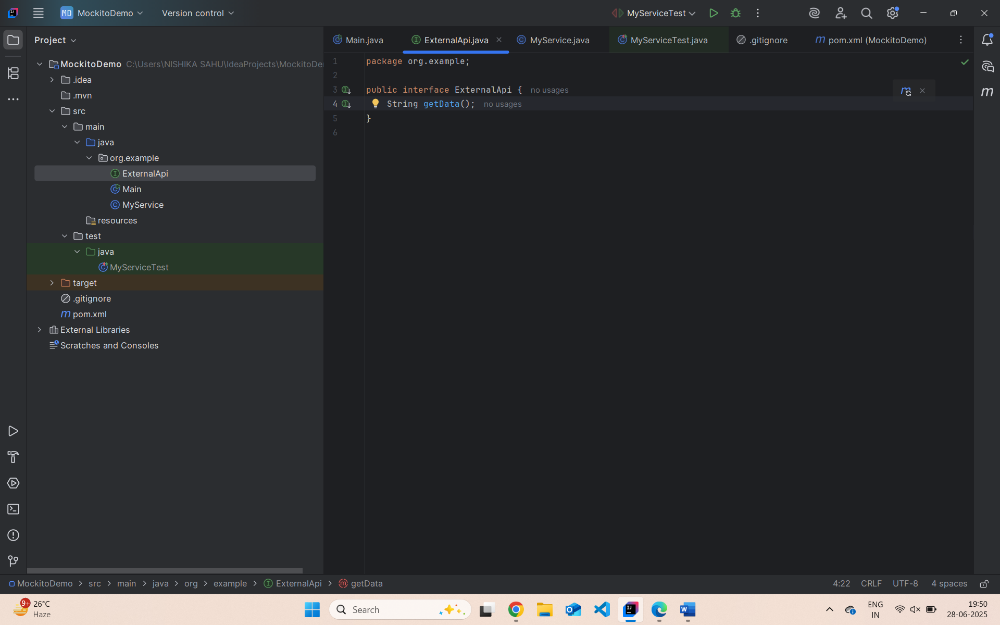 MD MockitoDemo Version control MyServiceTest
Project
MockitoDemo C:\Users\NISHIKA SAHU\IdeaProjects\MockitoDe
.idea
.mvn
src
main
java
org.example
ExternalApi
Main
MyService
resources
test
java
MyServiceTest
target
.gitignore
pom.xml
External Libraries
Scratches and Consoles
Main.java ExternalApi.java MyService.java MyServiceTest.java .gitignore pom.xml (MockitoDemo)
1 package org.example;
2
3 public interface ExternalApi { no usages
4 String getData(); no usages
5 }
6
MockitoDemo > src > main > java > org > example > ExternalApi > getData
4:22 CRLF UTF-8 4 spaces
9+ 26°C
Haze
Search
ENG
IN
19:50
28-06-2025